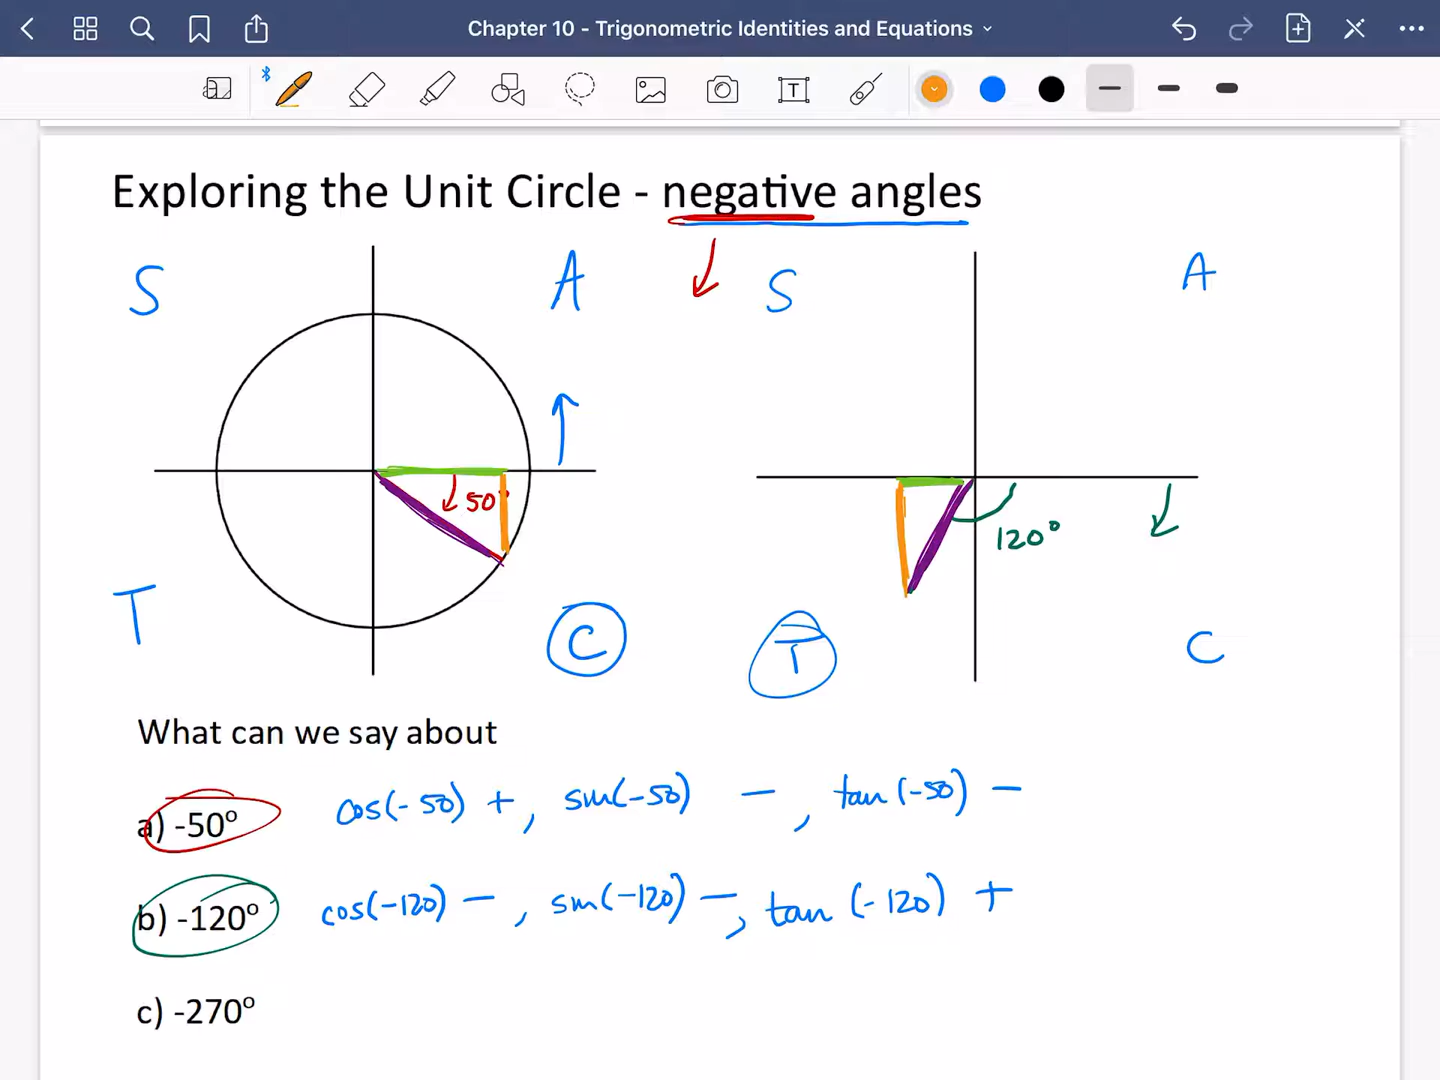 Chapter 10 - Trigonometric Identities and Equations
Exploring the Unit Circle - negative angles
S A S A
50°
120°
T C T C
What can we say about
a) -50° cos(-50) +, sin(-50) -, tan(-50) -
b) -120° cos(-120) -, sin(-120) -, tan(-120) +
c) -270°